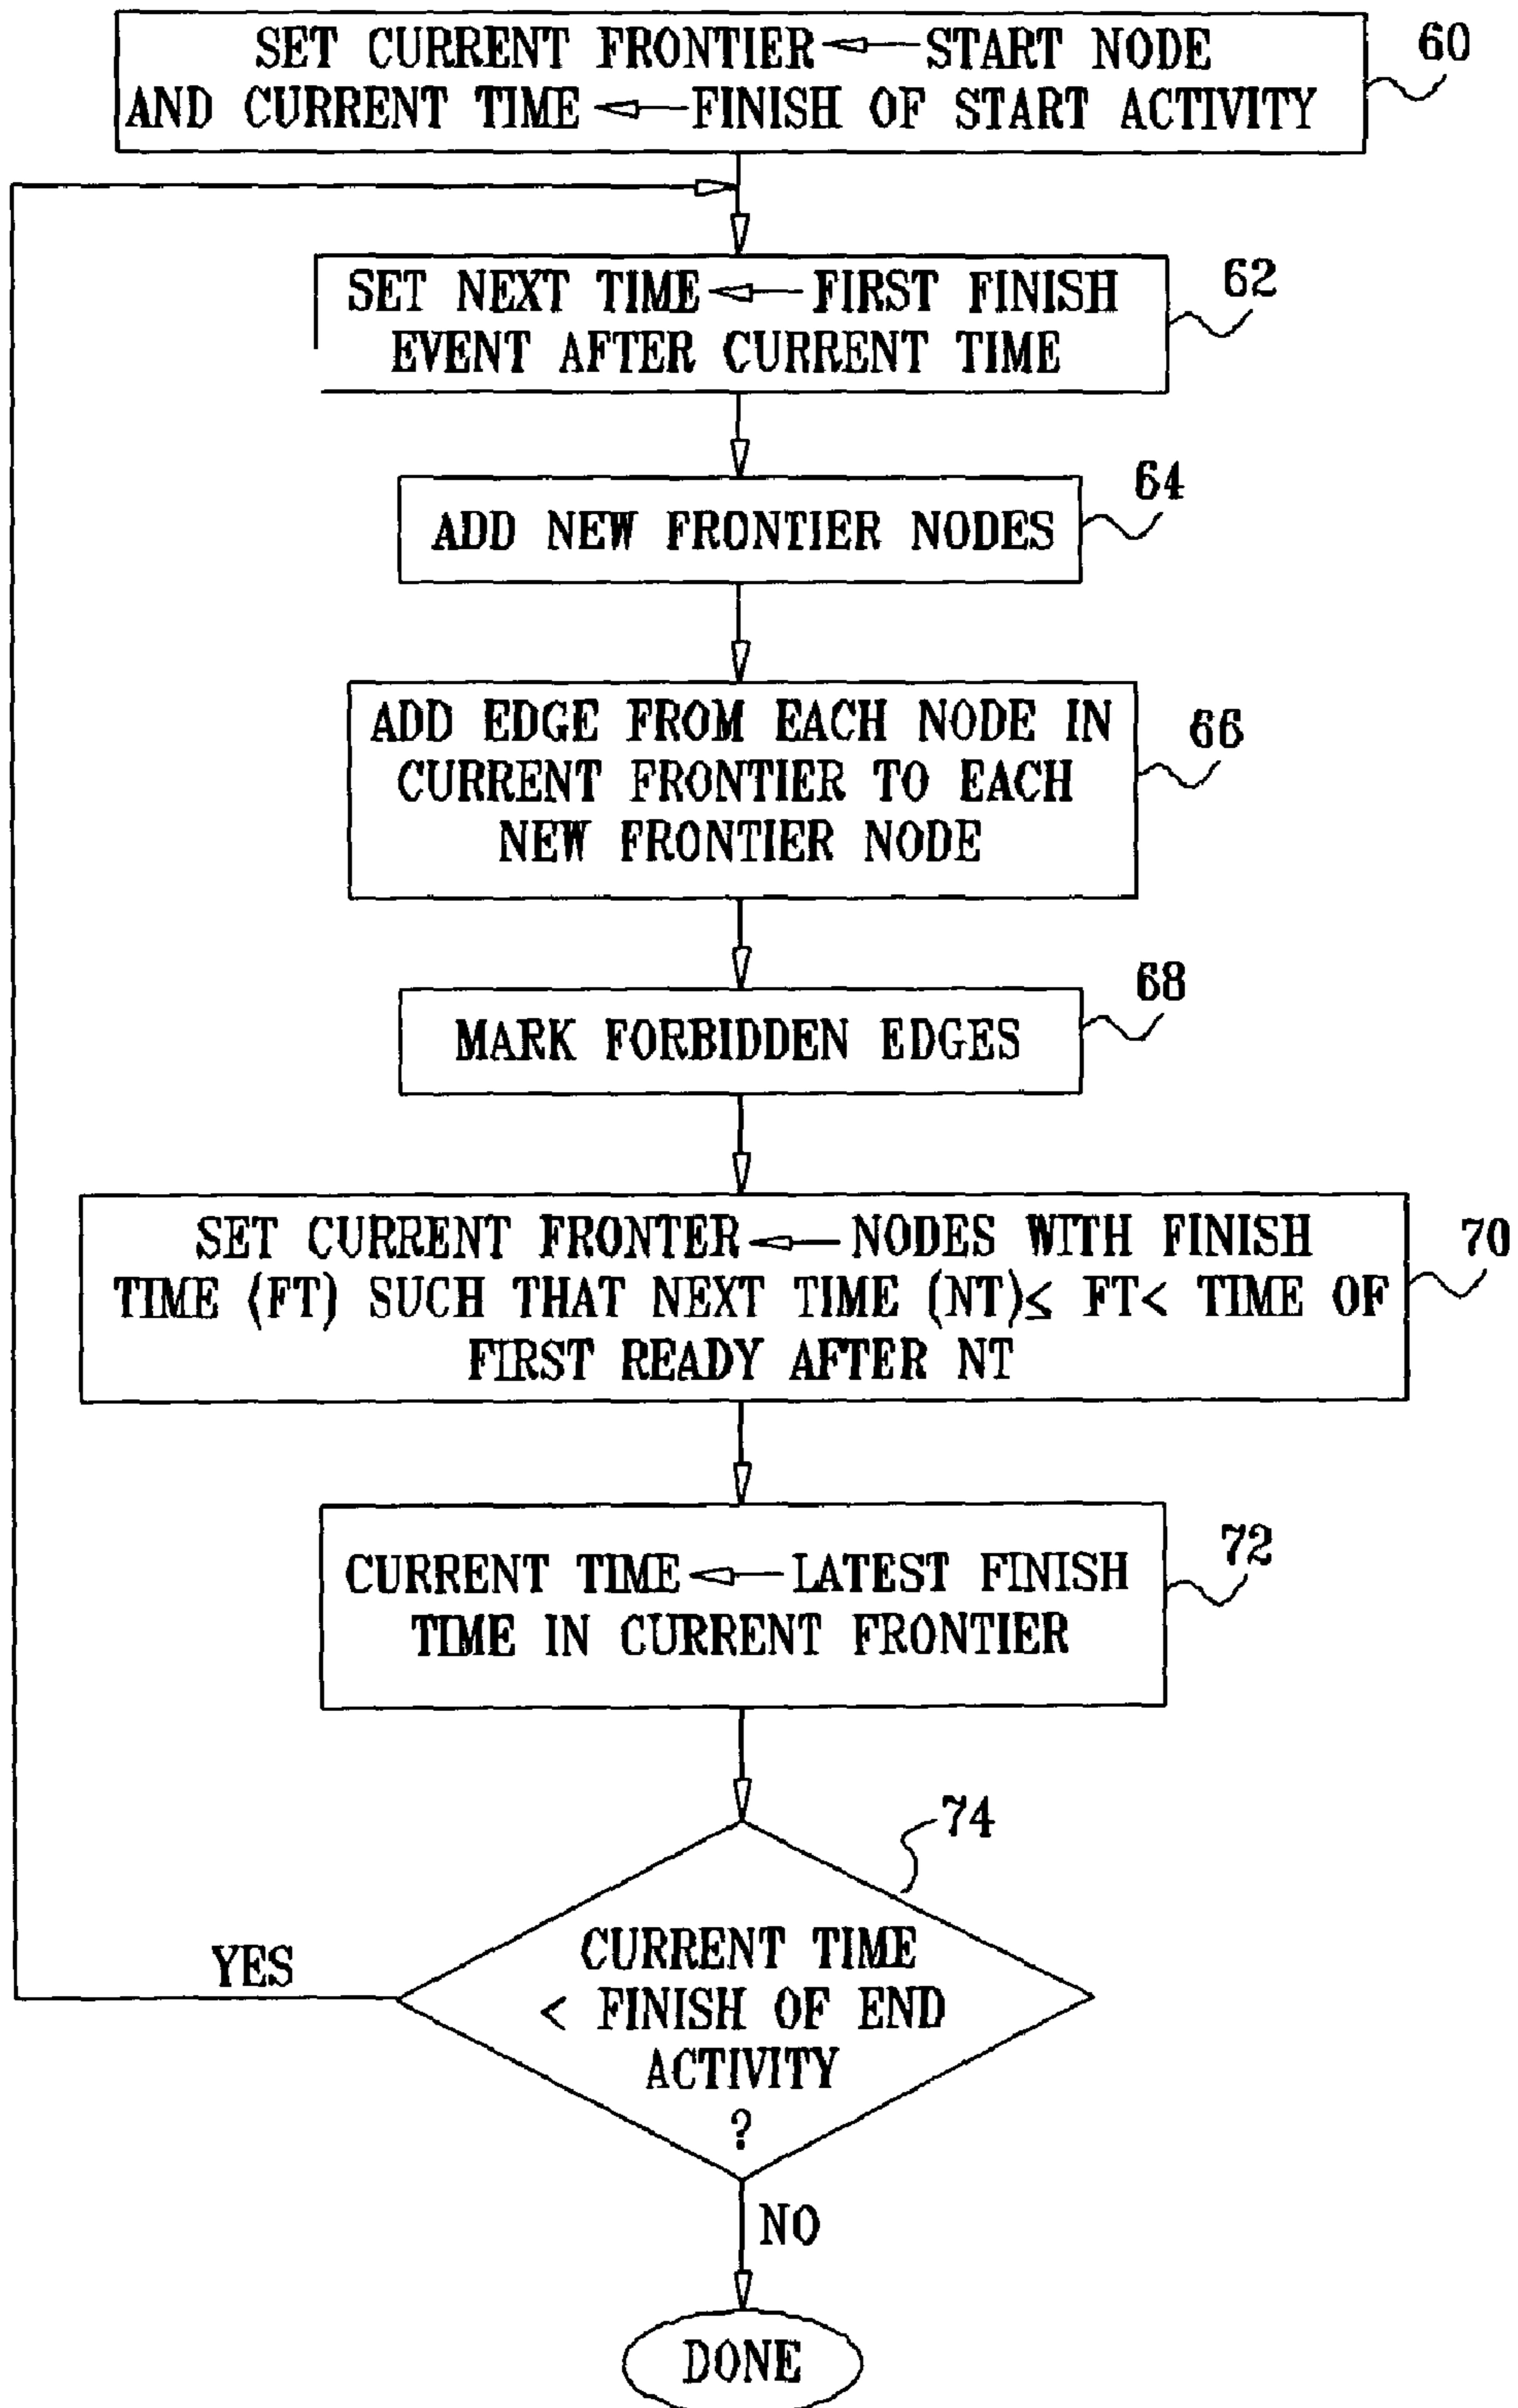 SET CURRENT FRONTIER ← START NODE
AND CURRENT TIME ← FINISH OF START ACTIVITY
60
SET NEXT TIME ← FIRST FINISH
EVENT AFTER CURRENT TIME
62
ADD NEW FRONTIER NODES
64
ADD EDGE FROM EACH NODE IN
CURRENT FRONTIER TO EACH
NEW FRONTIER NODE
66
MARK FORBIDDEN EDGES
68
SET CURRENT FRONTER ← NODES WITH FINISH
TIME (FT) SUCH THAT NEXT TIME (NT)≤ FT< TIME OF
FIRST READY AFTER NT
70
CURRENT TIME ← LATEST FINISH
TIME IN CURRENT FRONTIER
72
74
CURRENT TIME
< FINISH OF END
ACTIVITY
?
YES
NO
DONE